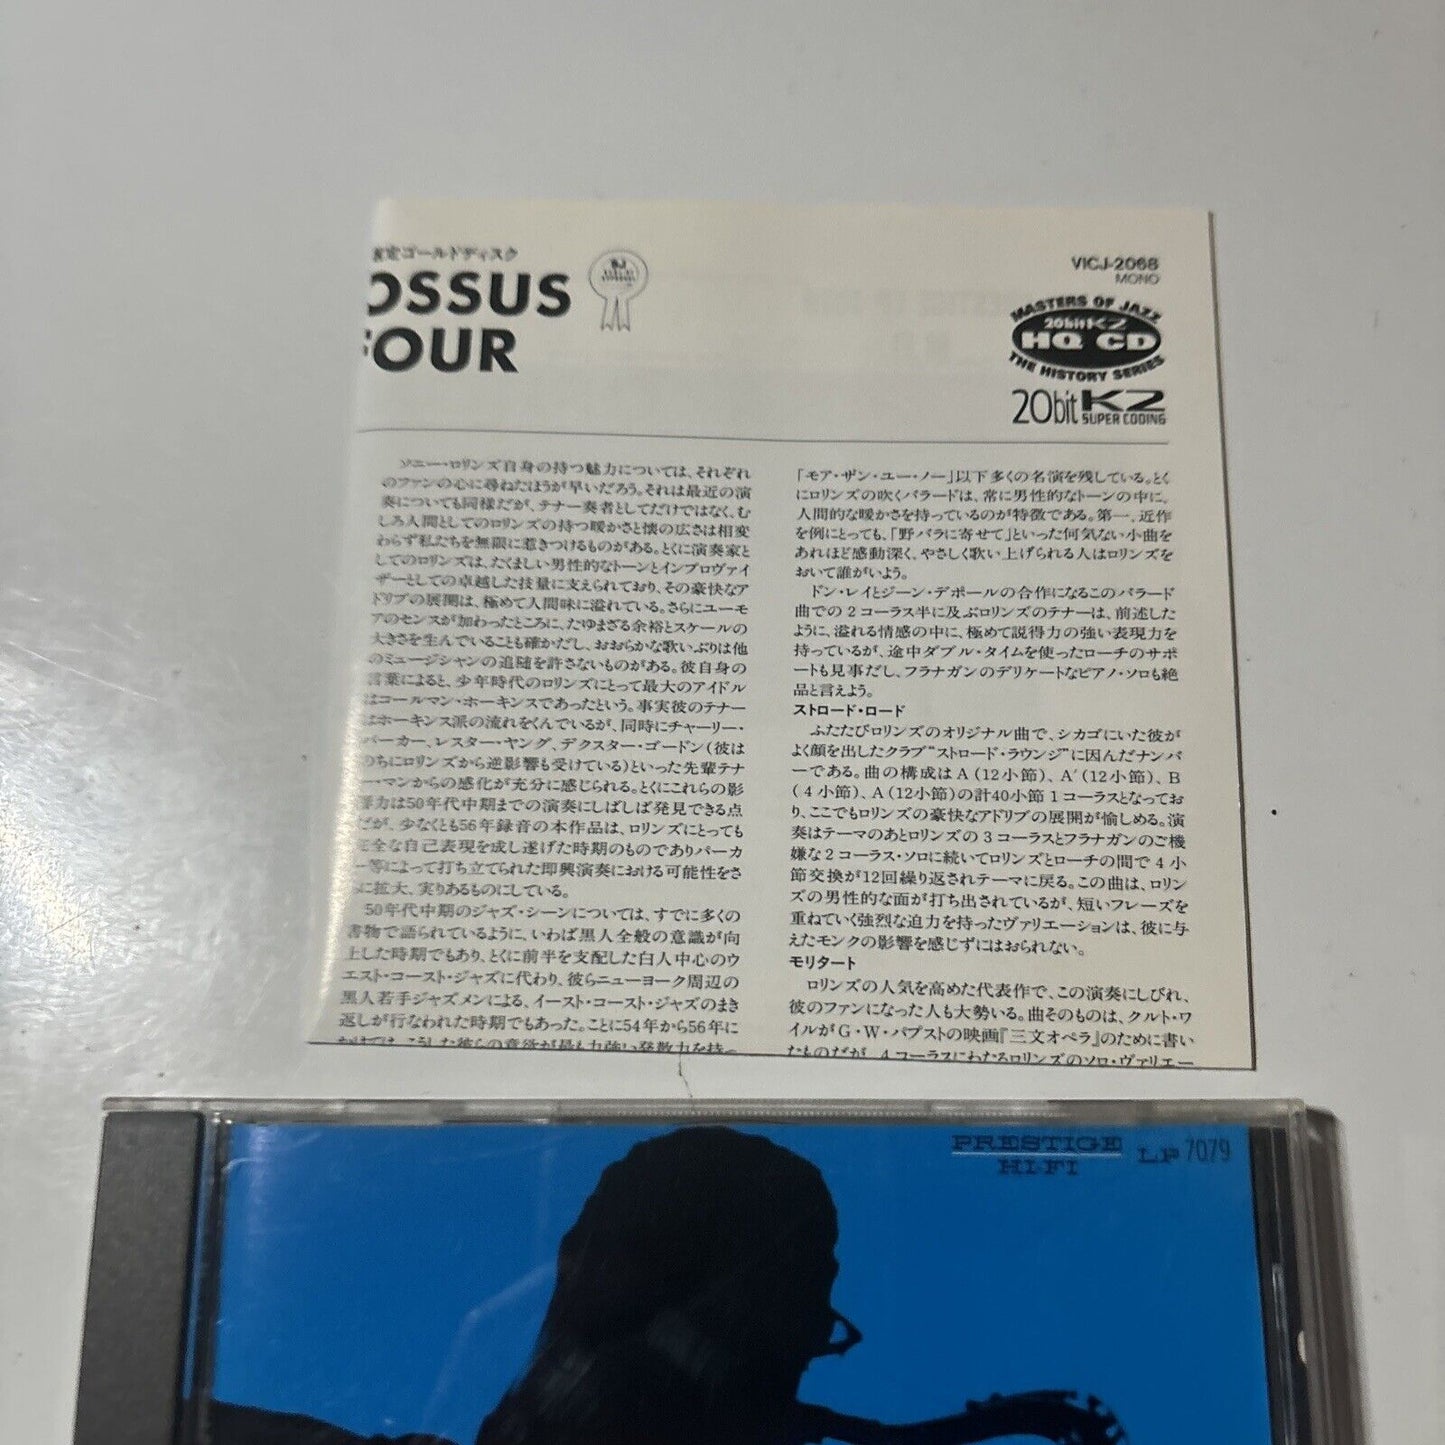 定ゴールドディスク
OSSUS
FOUR
VICJ-2068
MONO
MASTERS OF JAZZ
20bit K2
HQ CD
THE HISTORY SERIES
20bit K2
SUPER CODING
ソニー・ロリンズ自身の持つ魅力については、それぞれ
のファンの心に尋ねたほうが早いだろう。それは最近の演
奏についても同様だが、テナー奏者としてだけではなく、む
しろ人間としてのロリンズの持つ暖かさと懐の広さは相変
わらず私たちを無限に惹きつけるものがある。とくに演奏家と
してのロリンズは、たくましい男性的なトーンとインプロヴァイ
ザーとしての卓越した技量に支えられており、その豪快なア
ドリブの展開は、極めて人間味に溢れている。さらにユーモ
アのセンスが加わったところに、たゆまざる余裕とスケールの
大きさを生んでいることも確かだし、おおらかな歌いぶりは他
のミュージシャンの追随を許さないものがある。彼自身の
言葉によると、少年時代のロリンズにとって最大のアイドル
はコールマン・ホーキンスであったという。事実彼のテナー
はホーキンス派の流れをくんでいるが、同時にチャーリー・
パーカー、レスター・ヤング、デクスター・ゴードン(彼は
のちにロリンズから逆影響も受けている)といった先輩テナ
ー・マンからの感化が充分に感じられる。とくにこれらの影
響力は50年代中期までの演奏にしばしば発見できる点
だが、少なくとも56年録音の本作品は、ロリンズにとっても
完全な自己表現を成し遂げた時期のものでありパーカ
ー等によって打ち立てられた即興演奏における可能性をさ
らに拡大、実りあるものにしている。
50年代中期のジャズ・シーンについては、すでに多くの
書物で語られているように、いわば黒人全般の意識が向
上した時期でもあり、とくに前半を支配した白人中心のウ
エスト・コースト・ジャズに代わり、彼らニューヨーク周辺の
黒人若手ジャズメンによる、イースト・コースト・ジャズのまき
返しが行なわれた時期でもあった。ことに54年から56年に
かけては、こうした彼らの意欲が最も力強い発散力を持っ
「モア・ザン・ユー・ノー」以下多くの名演を残している。とく
にロリンズの吹くバラードは、常に男性的なトーンの中に、
人間的な暖かさを持っているのが特徴である。第一、近作
を例にとっても、「野バラに寄せて」といった何気ない小曲を
あれほど感動深く、やさしく歌い上げられる人はロリンズを
おいて誰がいよう。
ドン・レイとジーン・デポールの合作になるこのバラード
曲での2コーラス半に及ぶロリンズのテナーは、前述した
ように、溢れる情感の中に、極めて説得力の強い表現力を
持っているが、途中ダブル・タイムを使ったローチのサポ
ートも見事だし、フラナガンのデリケートなピアノ・ソロも絶
品と言えよう。
ストロード・ロード
ふたたびロリンズのオリジナル曲で、シカゴにいた彼が
よく顔を出したクラブ"ストロード・ラウンジ"に因んだナンバ
ーである。曲の構成はA(12小節)、A′(12小節)、B
(4小節)、A(12小節)の計40小節1コーラスとなってお
り、ここでもロリンズの豪快なアドリブの展開が愉しめる。演
奏はテーマのあとロリンズの3コーラスとフラナガンのご機
嫌な2コーラス・ソロに続いてロリンズとローチの間で4小
節交換が12回繰り返されテーマに戻る。この曲は、ロリン
ズの男性的な面が打ち出されているが、短いフレーズを
重ねていく強烈な迫力を持ったヴァリエーションは、彼に与
えたモンクの影響を感じずにはおられない。
モリタート
ロリンズの人気を高めた代表作で、この演奏にしびれ、
彼のファンになった人も大勢いる。曲そのものは、クルト・ワ
イルがG・W・パブストの映画『三文オペラ』のために書い
たものだが、4コーラスにわたるロリンズのソロ・ヴァリエー
PRESTIGE
HI-FI
LP 7079